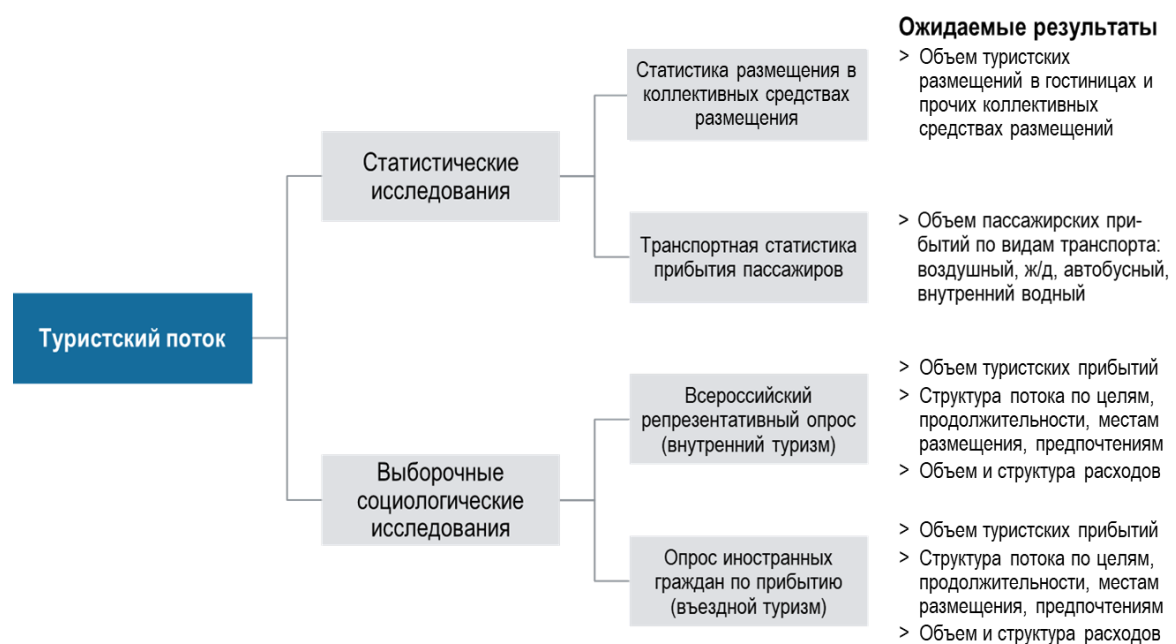 Ожидаемые результаты
Статистика размещения в
коллективных средствах
размещения
> Объем туристских
размещений в гостиницах и
прочих коллективных
средствах размещений
Статистические
исследования
Транспортная статистика
прибытия пассажиров
> Объем пассажирских при-
бытий по видам транспорта:
воздушный, ж/д, автобусный,
внутренний водный
Туристский поток
Всероссийский
репрезентативный опрос
(внутренний туризм)
> Объем туристских прибытий
> Структура потока по целям,
продолжительности, местам
размещения, предпочтениям
> Объем и структура расходов
Выборочные
социологические
исследования
Опрос иностранных
граждан по прибытию
(въездной туризм)
> Объем туристских прибытий
> Структура потока по целям,
продолжительности, местам
размещения, предпочтениям
> Объем и структура расходов